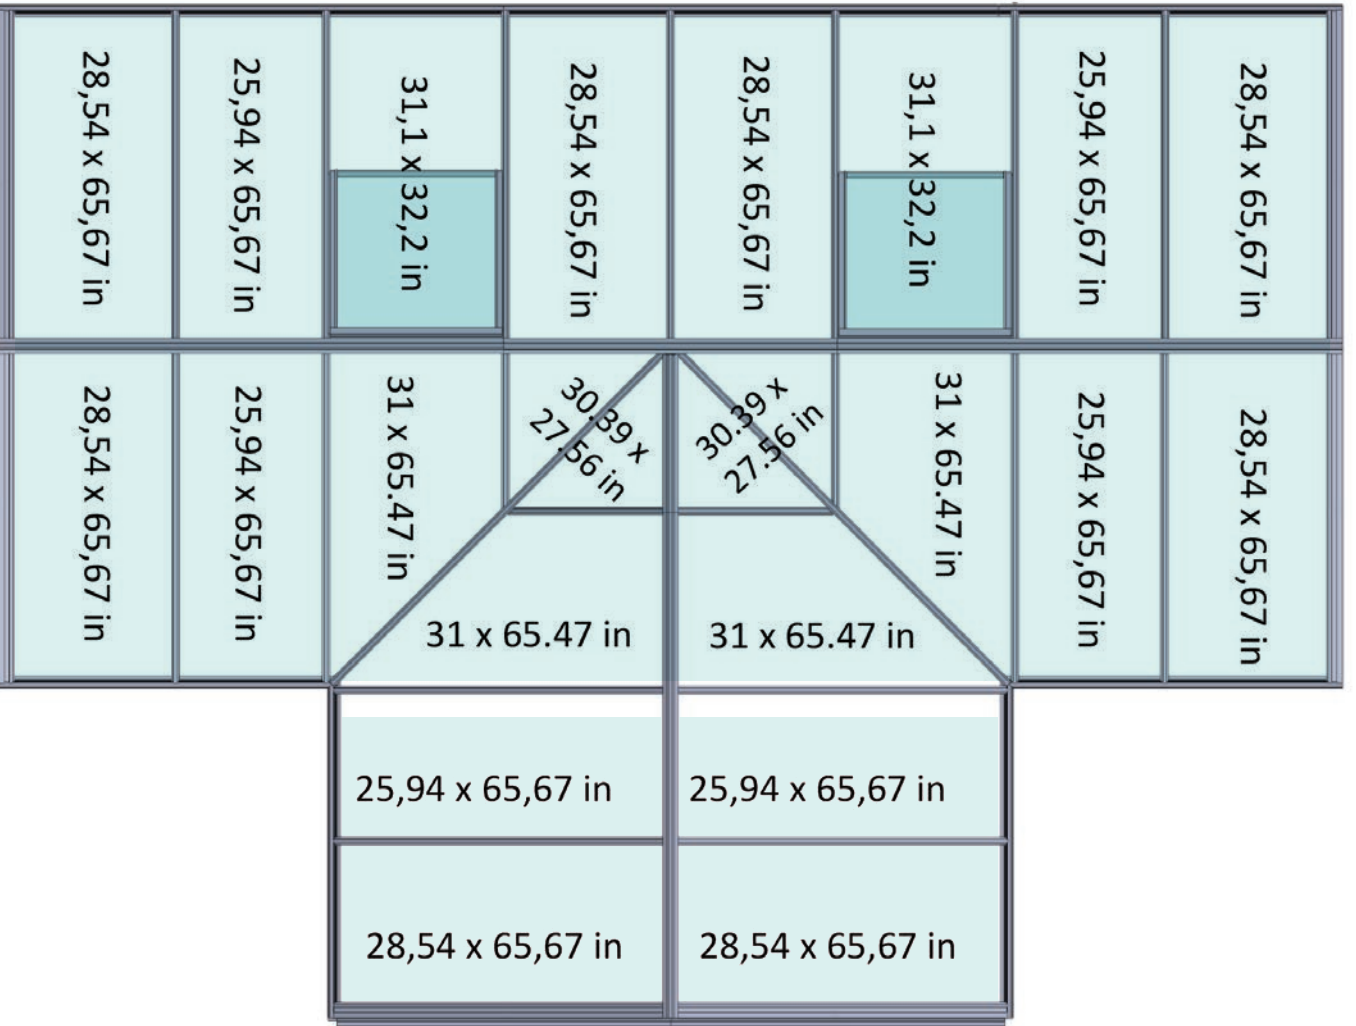 28,54 x 65,67 in
25,94 x 65,67 in
31,1 x 32,2 in
28,54 x 65,67 in
28,54 x 65,67 in
31,1 x 32,2 in
25,94 x 65,67 in
28,54 x 65,67 in
28,54 x 65,67 in
25,94 x 65,67 in
31 x 65.47 in
30.39 x
27.56 in
30.39 x
27.56 in
31 x 65.47 in
25,94 x 65,67 in
28,54 x 65,67 in
31 x 65.47 in
31 x 65.47 in
25,94 x 65,67 in
25,94 x 65,67 in
28,54 x 65,67 in
28,54 x 65,67 in